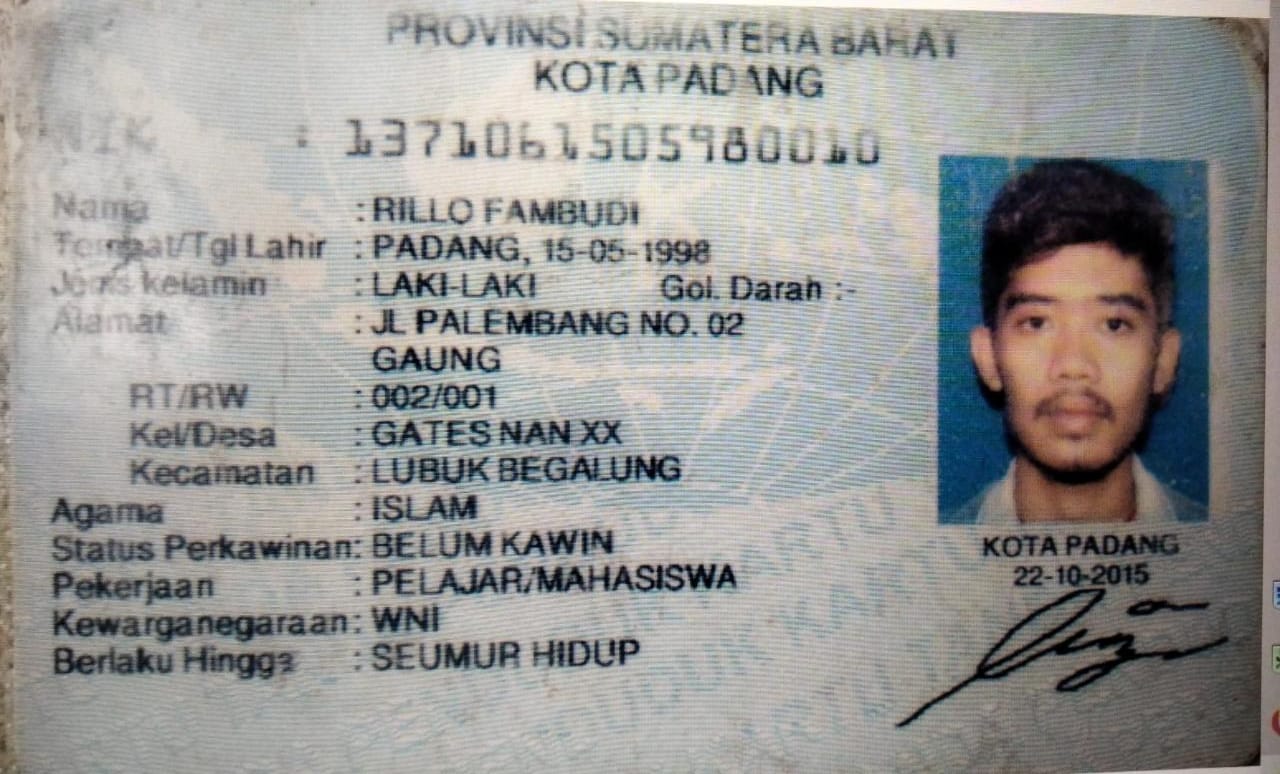 PROVINSI SUMATERA BARAT
KOTA PADANG
NIK : 1371061505980010
Nama : RILLO FAMBUDI
Tempat/Tgl Lahir : PADANG, 15-05-1998
Jenis kelamin : LAKI-LAKI Gol. Darah :-
Alamat : JL PALEMBANG NO. 02
GAUNG
RT/RW : 002/001
Kel/Desa : GATES NAN XX
Kecamatan : LUBUK BEGALUNG
Agama : ISLAM
Status Perkawinan: BELUM KAWIN
Pekerjaan : PELAJAR/MAHASISWA
Kewarganegaraan: WNI
Berlaku Hingga : SEUMUR HIDUP
KOTA PADANG
22-10-2015